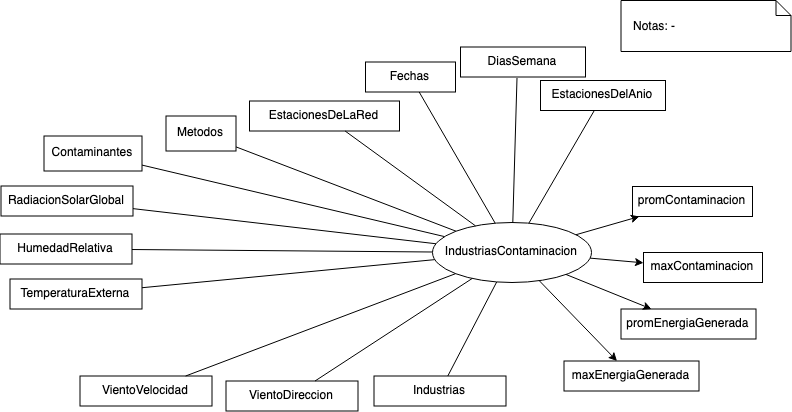 Notas: -
DiasSemana
Fechas
EstacionesDelAnio
EstacionesDeLaRed
Metodos
Contaminantes
RadiacionSolarGlobal
promContaminacion
HumedadRelativa
IndustriasContaminacion
maxContaminacion
TemperaturaExterna
promEnergiaGenerada
maxEnergiaGenerada
VientoVelocidad
VientoDireccion
Industrias